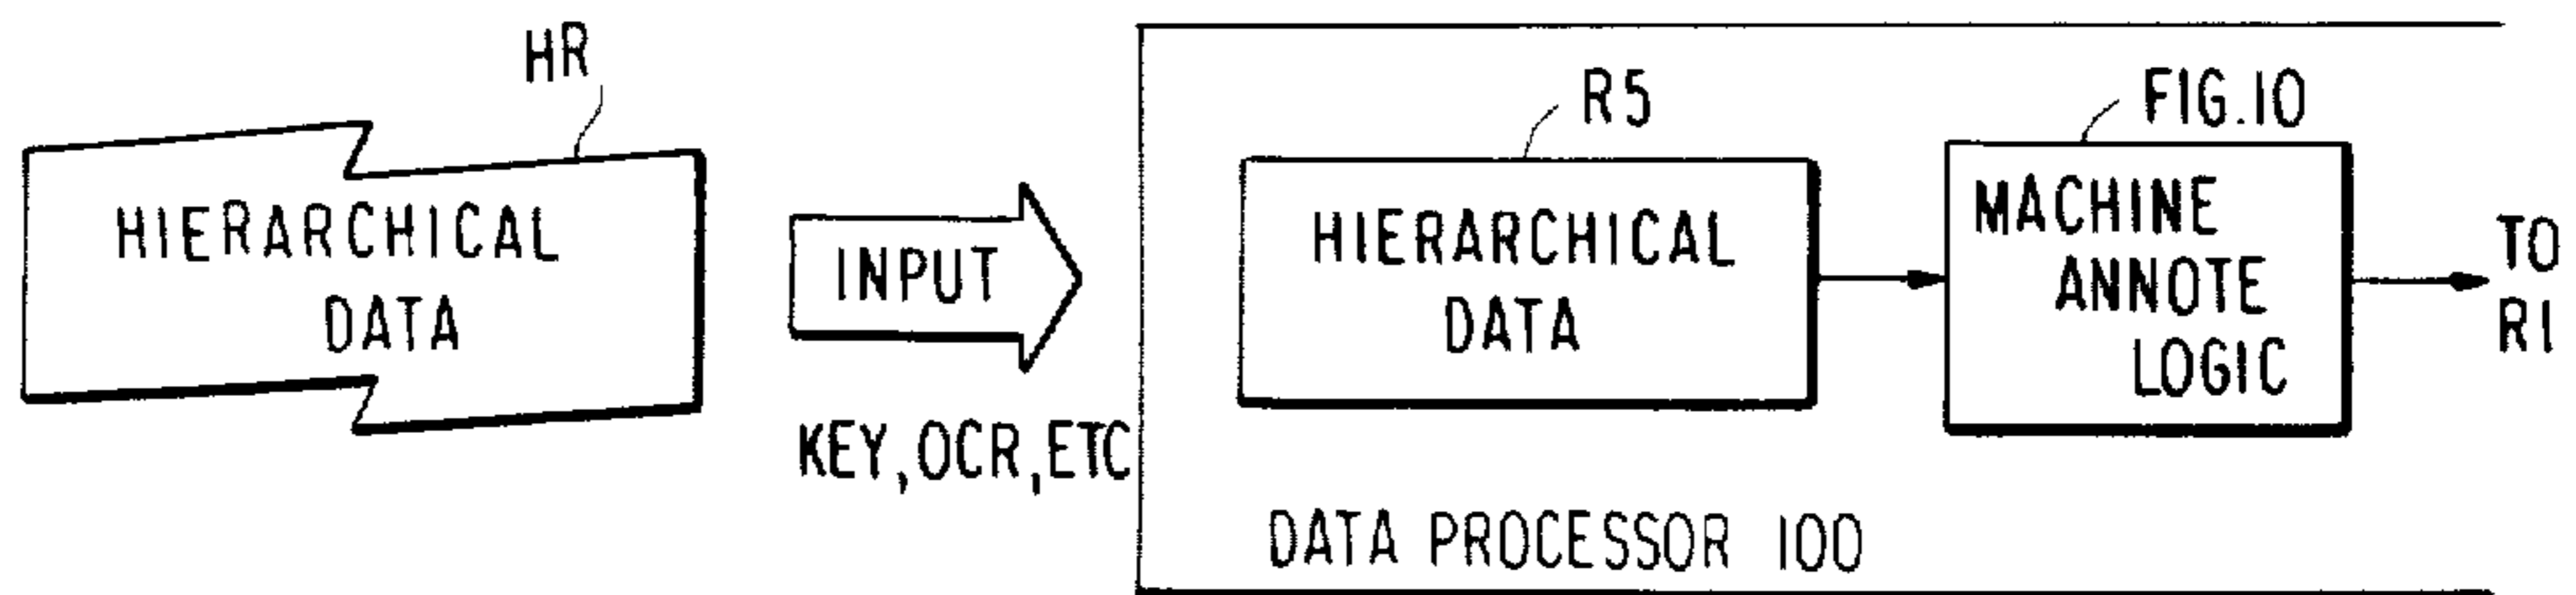 HR
HIERARCHICAL
DATA
INPUT
KEY,OCR,ETC
R5
HIERARCHICAL
DATA
FIG.10
MACHINE
ANNOTE
LOGIC
TO
R1
DATA PROCESSOR 100